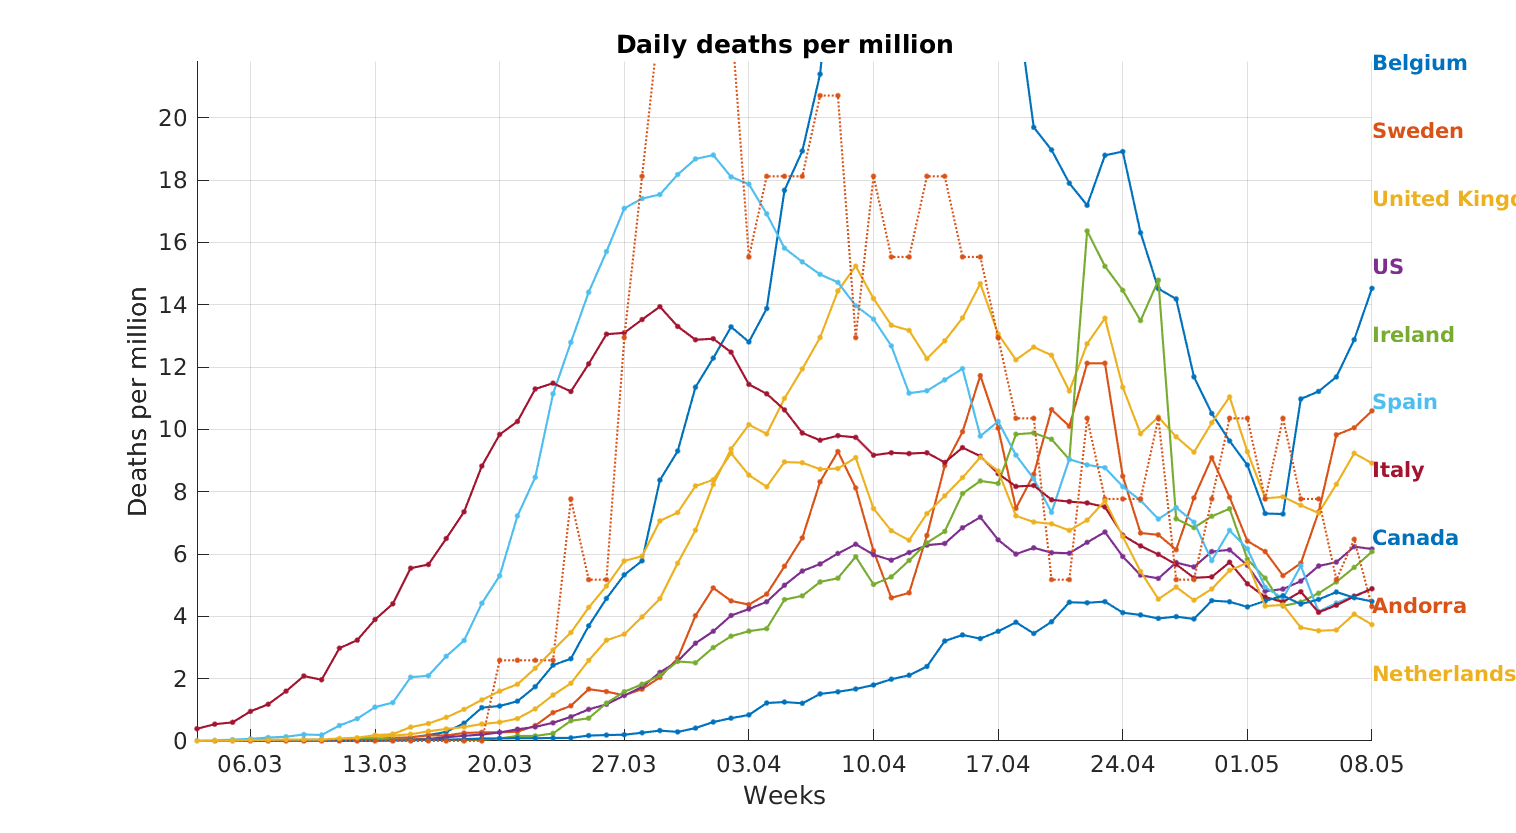 Daily deaths per million
Deaths per million
20
18
16
14
12
10
8
6
4
2
0
06.03
13.03
20.03
27.03
03.04
10.04
17.04
24.04
01.05
08.05
Weeks
Belgium
Sweden
United King
US
Ireland
Spain
Italy
Canada
Andorra
Netherlands